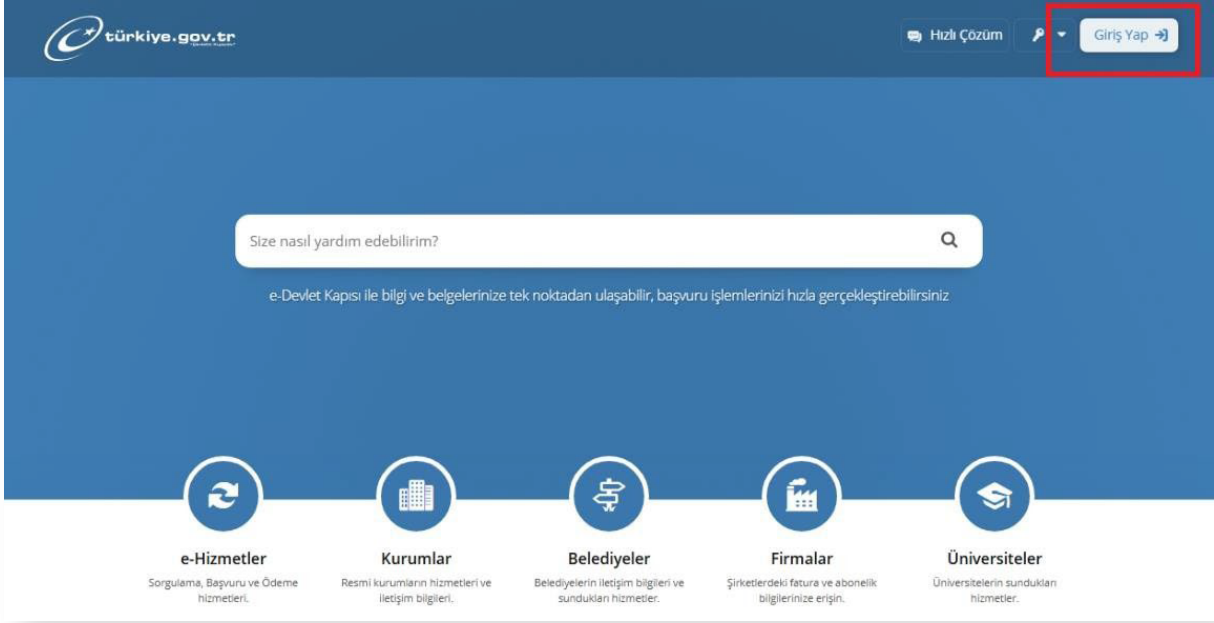 türkiye.gov.tr
Hızlı Çözüm
Giriş Yap
Size nasıl yardım edebilirim?
e-Devlet Kapısı ile bilgi ve belgelerinize tek noktadan ulaşabilir, başvuru işlemlerinizi hızla gerçekleştirebilirsiniz
e-Hizmetler
Sorgulama, Başvuru ve Ödeme
hizmetleri.
Kurumlar
Resmi kurumların hizmetleri ve
iletişim bilgileri.
Belediyeler
Belediyelerin iletişim bilgileri ve
sundukları hizmetler.
Firmalar
Şirketlerdeki fatura ve abonelik
bilgilerinize erişin.
Üniversiteler
Üniversitelerin sundukları
hizmetler.